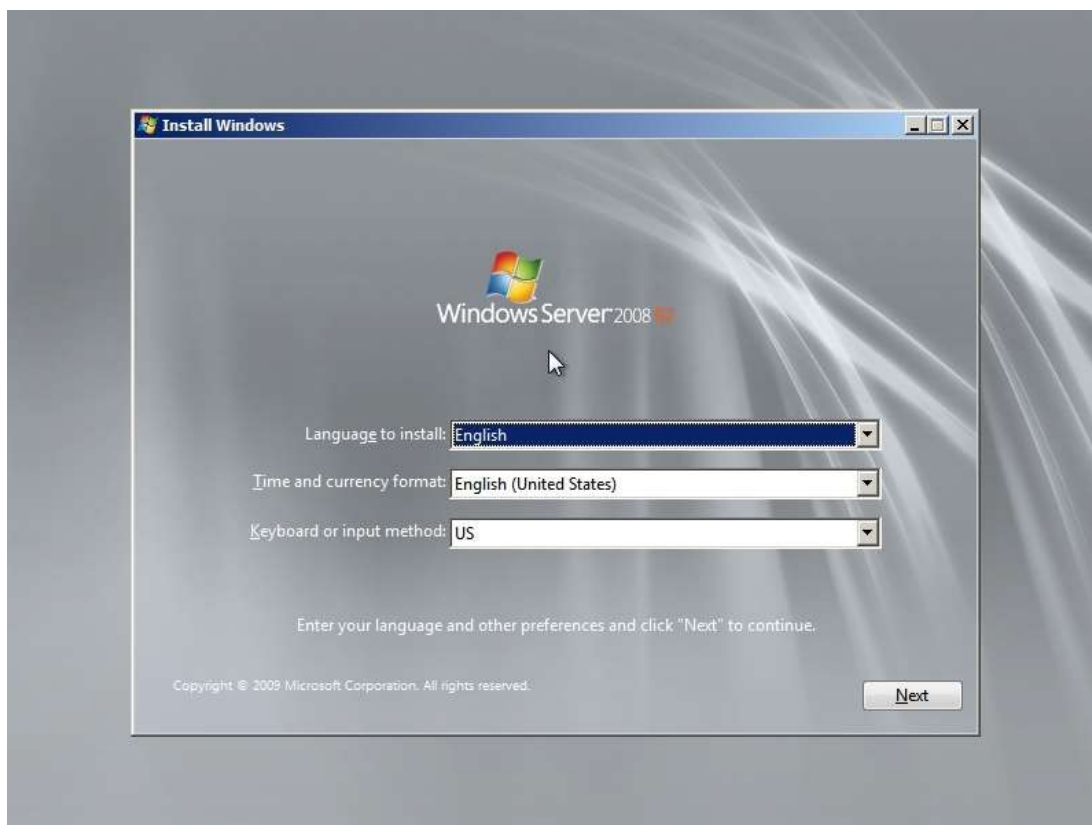 Install Windows
Windows Server 2008 R2
Language to install: English
Time and currency format: English (United States)
Keyboard or input method: US
Enter your language and other preferences and click "Next" to continue.
Copyright © 2009 Microsoft Corporation. All rights reserved.
Next